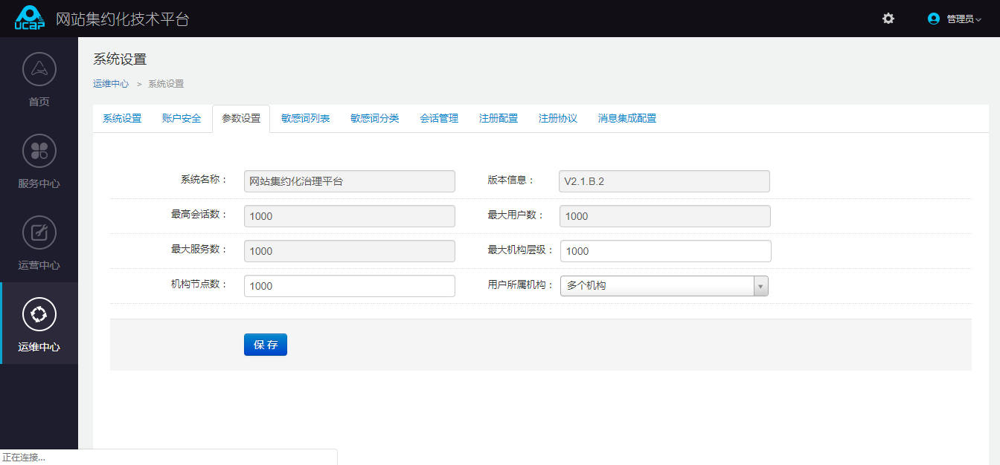 UCAP 网站集约化技术平台 管理员
首页
服务中心
运营中心
运维中心
系统设置
运维中心 > 系统设置
系统设置 账户安全 参数设置 敏感词列表 敏感词分类 会话管理 注册配置 注册协议 消息集成配置
系统名称： 网站集约化治理平台 版本信息： V2.1.B.2
最高会话数： 1000 最大用户数： 1000
最大服务数： 1000 最大机构层级： 1000
机构节点数： 1000 用户所属机构： 多个机构
保存
正在连接...